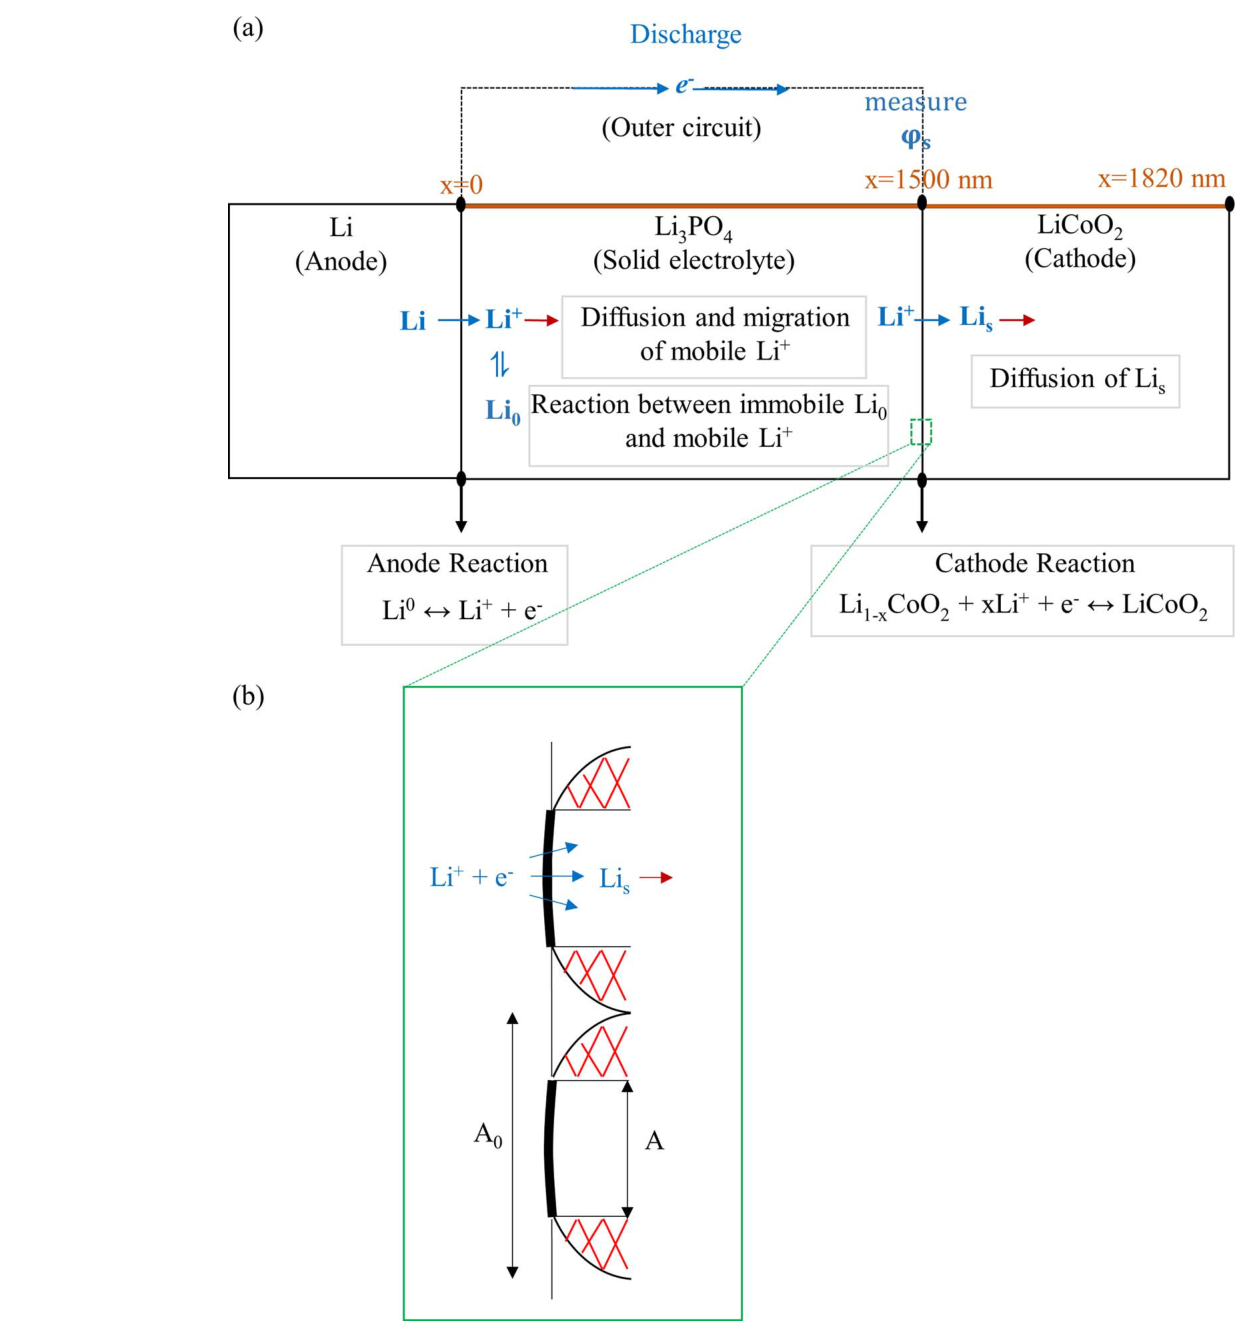 (a)
Discharge
e-
(Outer circuit)
measure
φs
x=0
x=1500 nm
x=1820 nm
Li
(Anode)
Li3PO4
(Solid electrolyte)
LiCoO2
(Cathode)
Li
Li+
Diffusion and migration
of mobile Li+
Li+
Lis
⇌
Li0
Reaction between immobile Li0
and mobile Li+
Diffusion of Lis
Anode Reaction
Li0 ↔ Li+ + e-
Cathode Reaction
Li1-xCoO2 + xLi+ + e- ↔ LiCoO2
(b)
Li+ + e-
Lis
A0
A